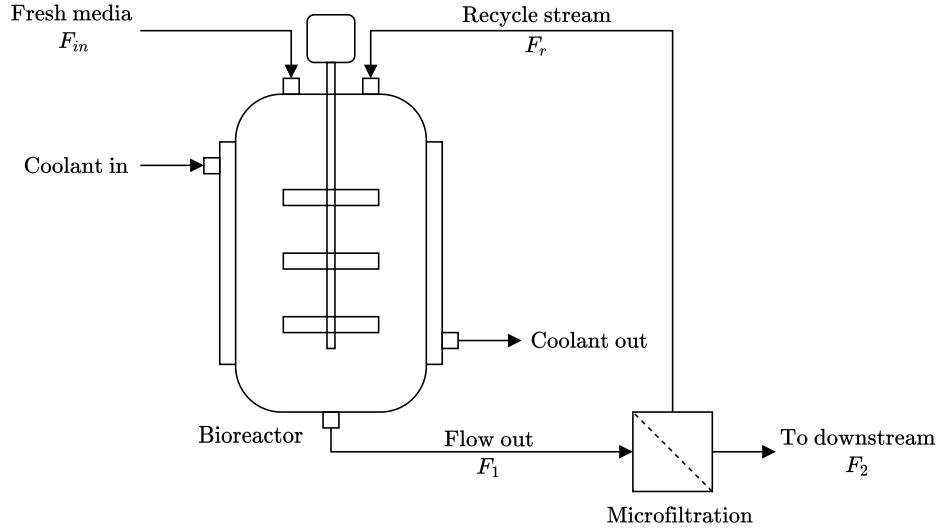 Fresh media
F_in
Recycle stream
F_r
Coolant in
Coolant out
Bioreactor
Flow out
F_1
To downstream
F_2
Microfiltration